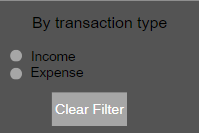 By transaction type
Income
Expense
Clear Filter